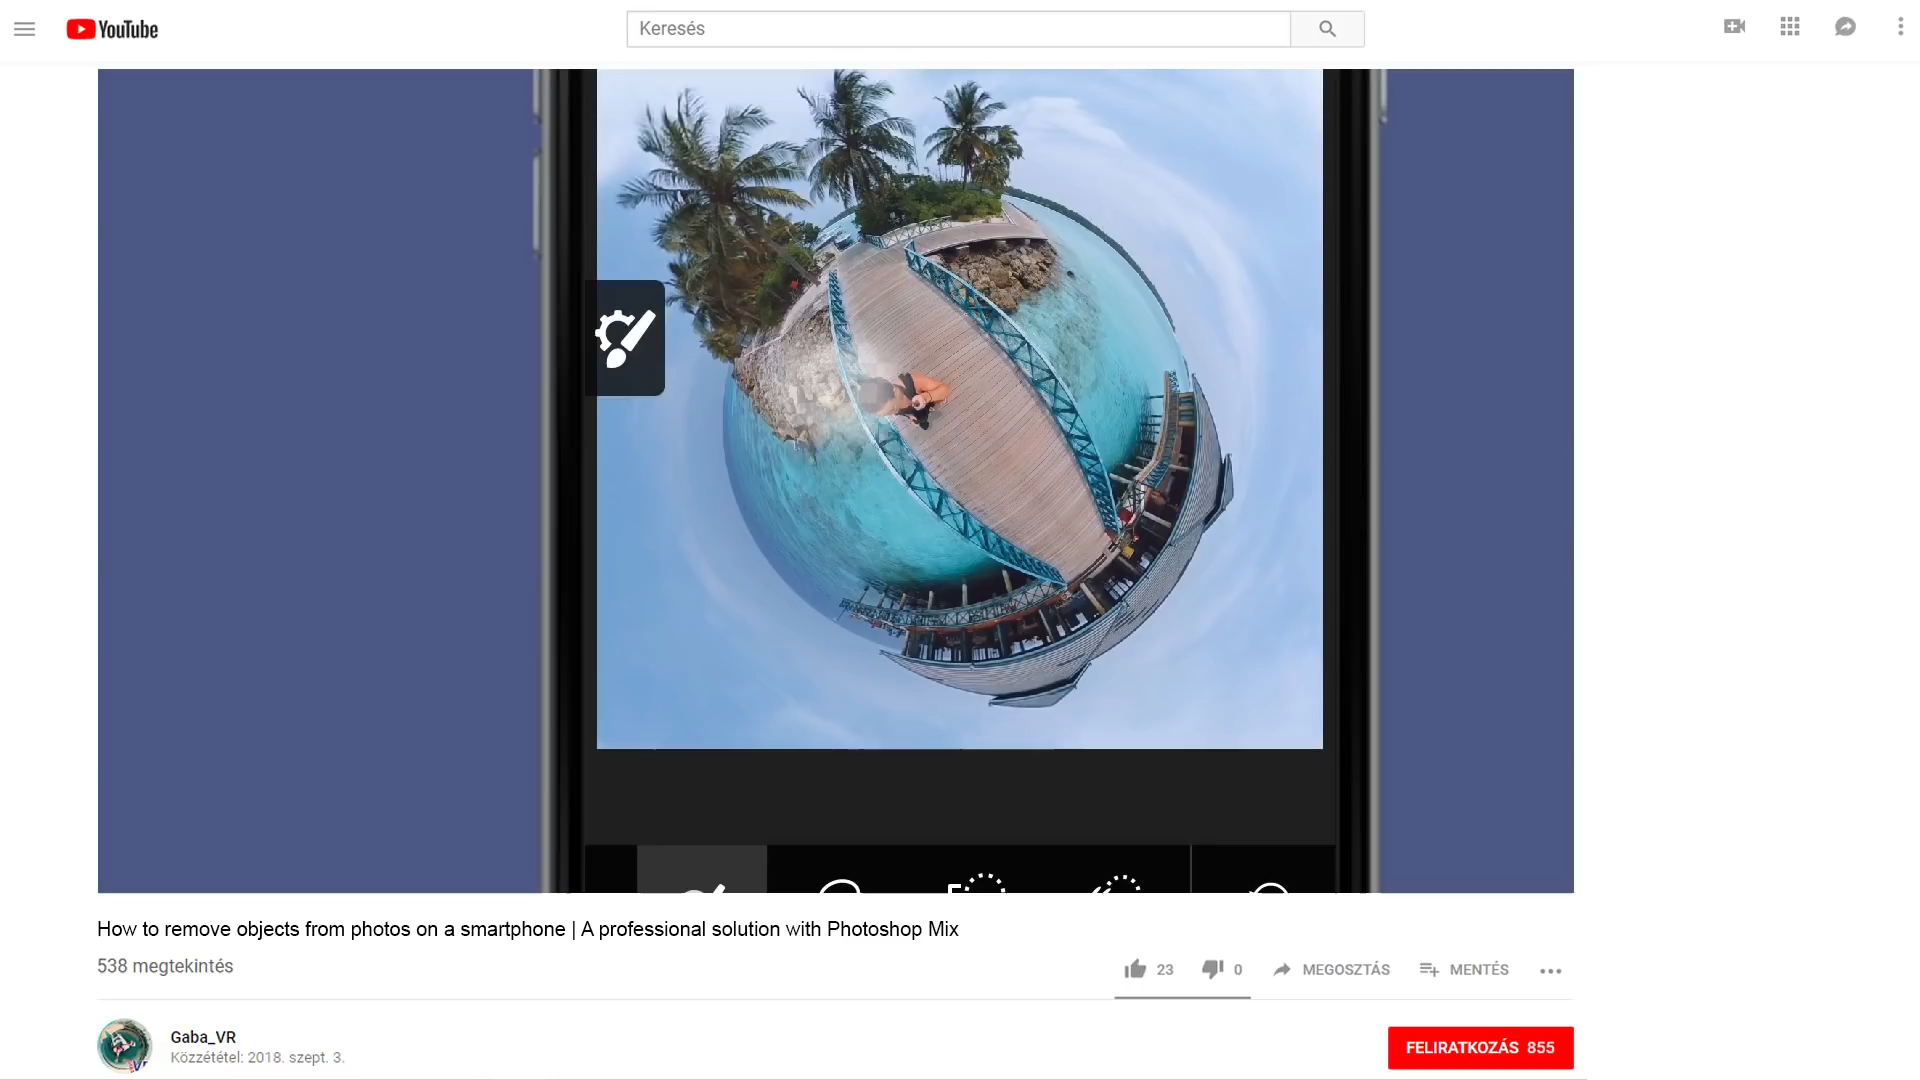 YouTube
Keresés
How to remove objects from photos on a smartphone | A professional solution with Photoshop Mix
538 megtekintés
23 0 MEGOSZTÁS MENTÉS
Gaba_VR
Közzététel: 2018. szept. 3.
FELIRATKOZÁS 855